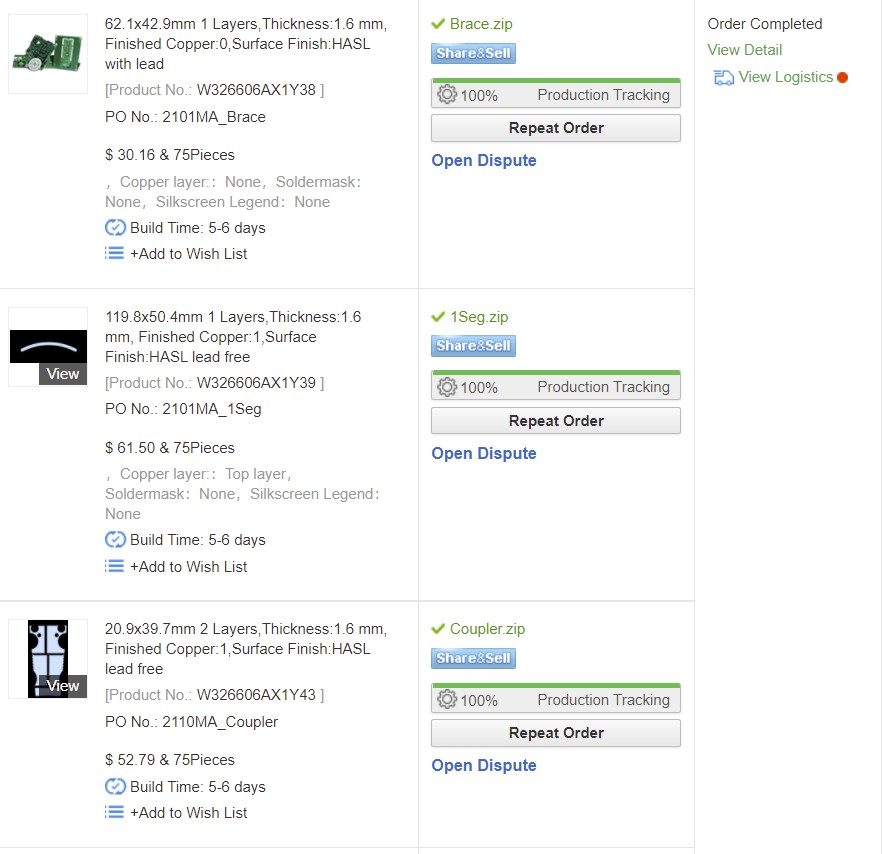 62.1x42.9mm 1 Layers,Thickness:1.6 mm,
Finished Copper:0,Surface Finish:HASL
with lead
[Product No.: W326606AX1Y38 ]
PO No.: 2101MA_Brace
$ 30.16 & 75Pieces
，Copper layer:：None，Soldermask：
None，Silkscreen Legend：None
Build Time: 5-6 days
+Add to Wish List
Brace.zip
Share&Sell
100% Production Tracking
Repeat Order
Open Dispute
Order Completed
View Detail
View Logistics
119.8x50.4mm 1 Layers,Thickness:1.6
mm, Finished Copper:1,Surface
Finish:HASL lead free
View
[Product No.: W326606AX1Y39 ]
PO No.: 2101MA_1Seg
$ 61.50 & 75Pieces
，Copper layer:：Top layer，
Soldermask：None，Silkscreen Legend：
None
Build Time: 5-6 days
+Add to Wish List
1Seg.zip
Share&Sell
100% Production Tracking
Repeat Order
Open Dispute
20.9x39.7mm 2 Layers,Thickness:1.6 mm,
Finished Copper:1,Surface Finish:HASL
lead free
View
[Product No.: W326606AX1Y43 ]
PO No.: 2110MA_Coupler
$ 52.79 & 75Pieces
Build Time: 5-6 days
+Add to Wish List
Coupler.zip
Share&Sell
100% Production Tracking
Repeat Order
Open Dispute